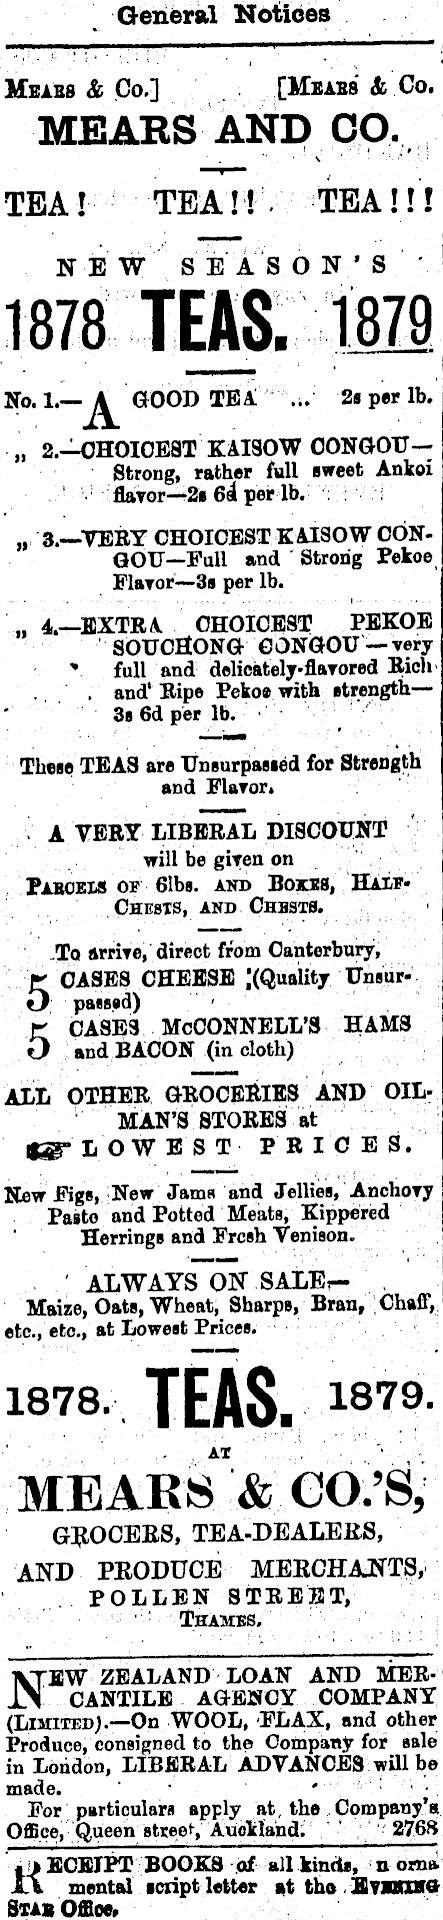 General Notices
MEARS & Co.] [MEARS & Co.
MEARS AND CO.
TEA! TEA!! TEA!!!
NEW SEASON'S
1878 TEAS. 1879
No. 1.—A GOOD TEA ... 2s per lb.
„ 2.—CHOICEST KAISOW CONGOU—
Strong, rather full sweet Ankoi
flavor—2s 6d per lb.
„ 3.—VERY CHOICEST KAISOW CON-
GOU—Full and Strong Pekoe
Flavor—3s per lb.
„ 4.—EXTRA CHOICEST PEKOE
SOUCHONG CONGOU—very
full and delicately-flavored Rich
and Ripe Pekoe with strength—
3s 6d per lb.
These TEAS are Unsurpassed for Strength
and Flavor.
A VERY LIBERAL DISCOUNT
will be given on
PARCELS OF 6lbs. AND BOXES, HALF-
CHESTS, AND CHESTS.
To arrive, direct from Canterbury,
5 CASES CHEESE (Quality Unsur-
passed)
5 CASES McCONNELL'S HAMS
and BACON (in cloth)
ALL OTHER GROCERIES AND OIL-
MAN'S STORES at
☞ LOWEST PRICES.
New Figs, New Jams and Jellies, Anchovy
Paste and Potted Meats, Kippered
Herrings and Fresh Venison.
ALWAYS ON SALE—
Maize, Oats, Wheat, Sharps, Bran, Chaff,
etc., etc., at Lowest Prices.
1878. TEAS. 1879.
AT
MEARS & CO.'S,
GROCERS, TEA-DEALERS,
AND PRODUCE MERCHANTS,
POLLEN STREET,
THAMES.
NEW ZEALAND LOAN AND MER-
CANTILE AGENCY COMPANY
(LIMITED).—On WOOL, FLAX, and other
Produce, consigned to the Company for sale
in London, LIBERAL ADVANCES will be
made.
For particulars apply at the Company's
Office, Queen street, Auckland. 2768
RECEIPT BOOKS of all kinds, n orna
mental script letter at the EVENING
STAR Office.